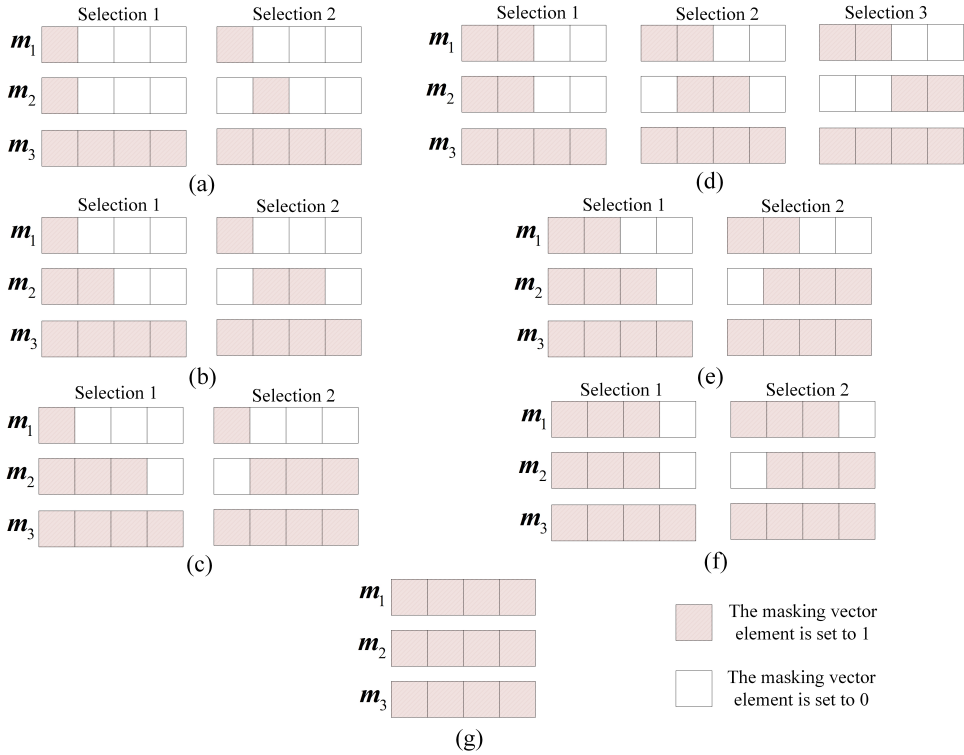 Selection 1 Selection 2
m1
m2
m3
(a)
Selection 1 Selection 2 Selection 3
m1
m2
m3
(d)
Selection 1 Selection 2
m1
m2
m3
(b)
Selection 1 Selection 2
m1
m2
m3
(e)
Selection 1 Selection 2
m1
m2
m3
(c)
Selection 1 Selection 2
m1
m2
m3
(f)
m1
m2
m3
(g)
The masking vector
element is set to 1
The masking vector
element is set to 0